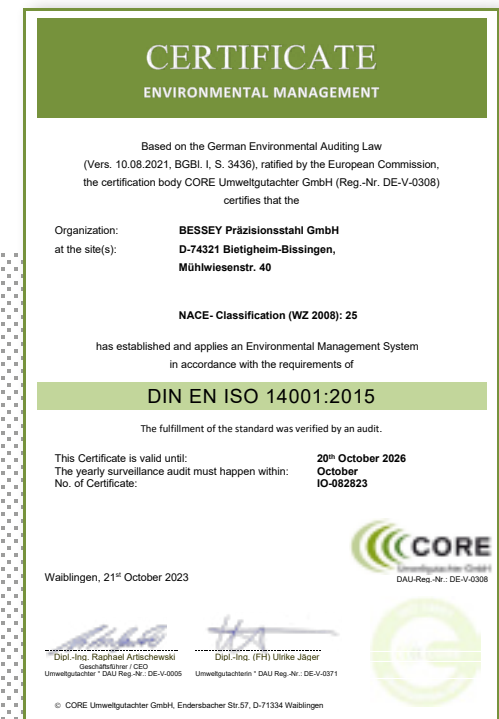 CERTIFICATE
ENVIRONMENTAL MANAGEMENT
Based on the German Environmental Auditing Law
(Vers. 10.08.2021, BGBl. I, S. 3436), ratified by the European Commission,
the certification body CORE Umweltgutachter GmbH (Reg.-Nr. DE-V-0308)
certifies that the
Organization: BESSEY Präzisionsstahl GmbH
at the site(s): D-74321 Bietigheim-Bissingen,
Mühlwiesenstr. 40
NACE- Classification (WZ 2008): 25
has established and applies an Environmental Management System
in accordance with the requirements of
DIN EN ISO 14001:2015
The fulfillment of the standard was verified by an audit.
This Certificate is valid until: 20th October 2026
The yearly surveillance audit must happen within: October
No. of Certificate: IO-082823
CORE
Umweltgutachter GmbH
DAU-Reg.-Nr.: DE-V-0308
Waiblingen, 21st October 2023
Dipl.-Ing. Raphael Artischewski Dipl.-Ing. (FH) Ulrike Jäger
Geschäftsführer / CEO
Umweltgutachter * DAU Reg.-Nr.: DE-V-0005 Umweltgutachterin * DAU Reg.-Nr.: DE-V-0371
© CORE Umweltgutachter GmbH, Endersbacher Str.57, D-71334 Waiblingen